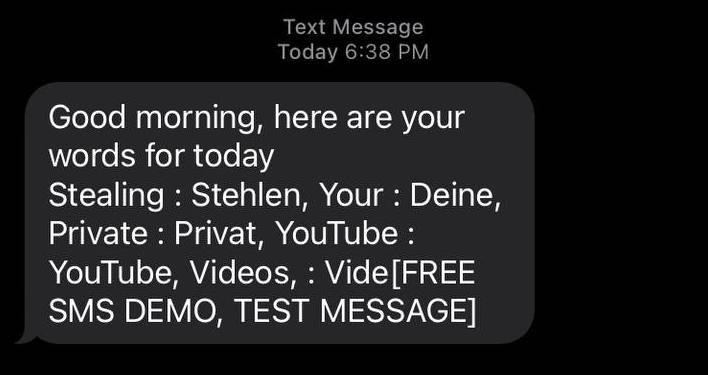 Text Message
Today 6:38 PM
Good morning, here are your
words for today
Stealing : Stehlen, Your : Deine,
Private : Privat, YouTube :
YouTube, Videos, : Vide[FREE
SMS DEMO, TEST MESSAGE]